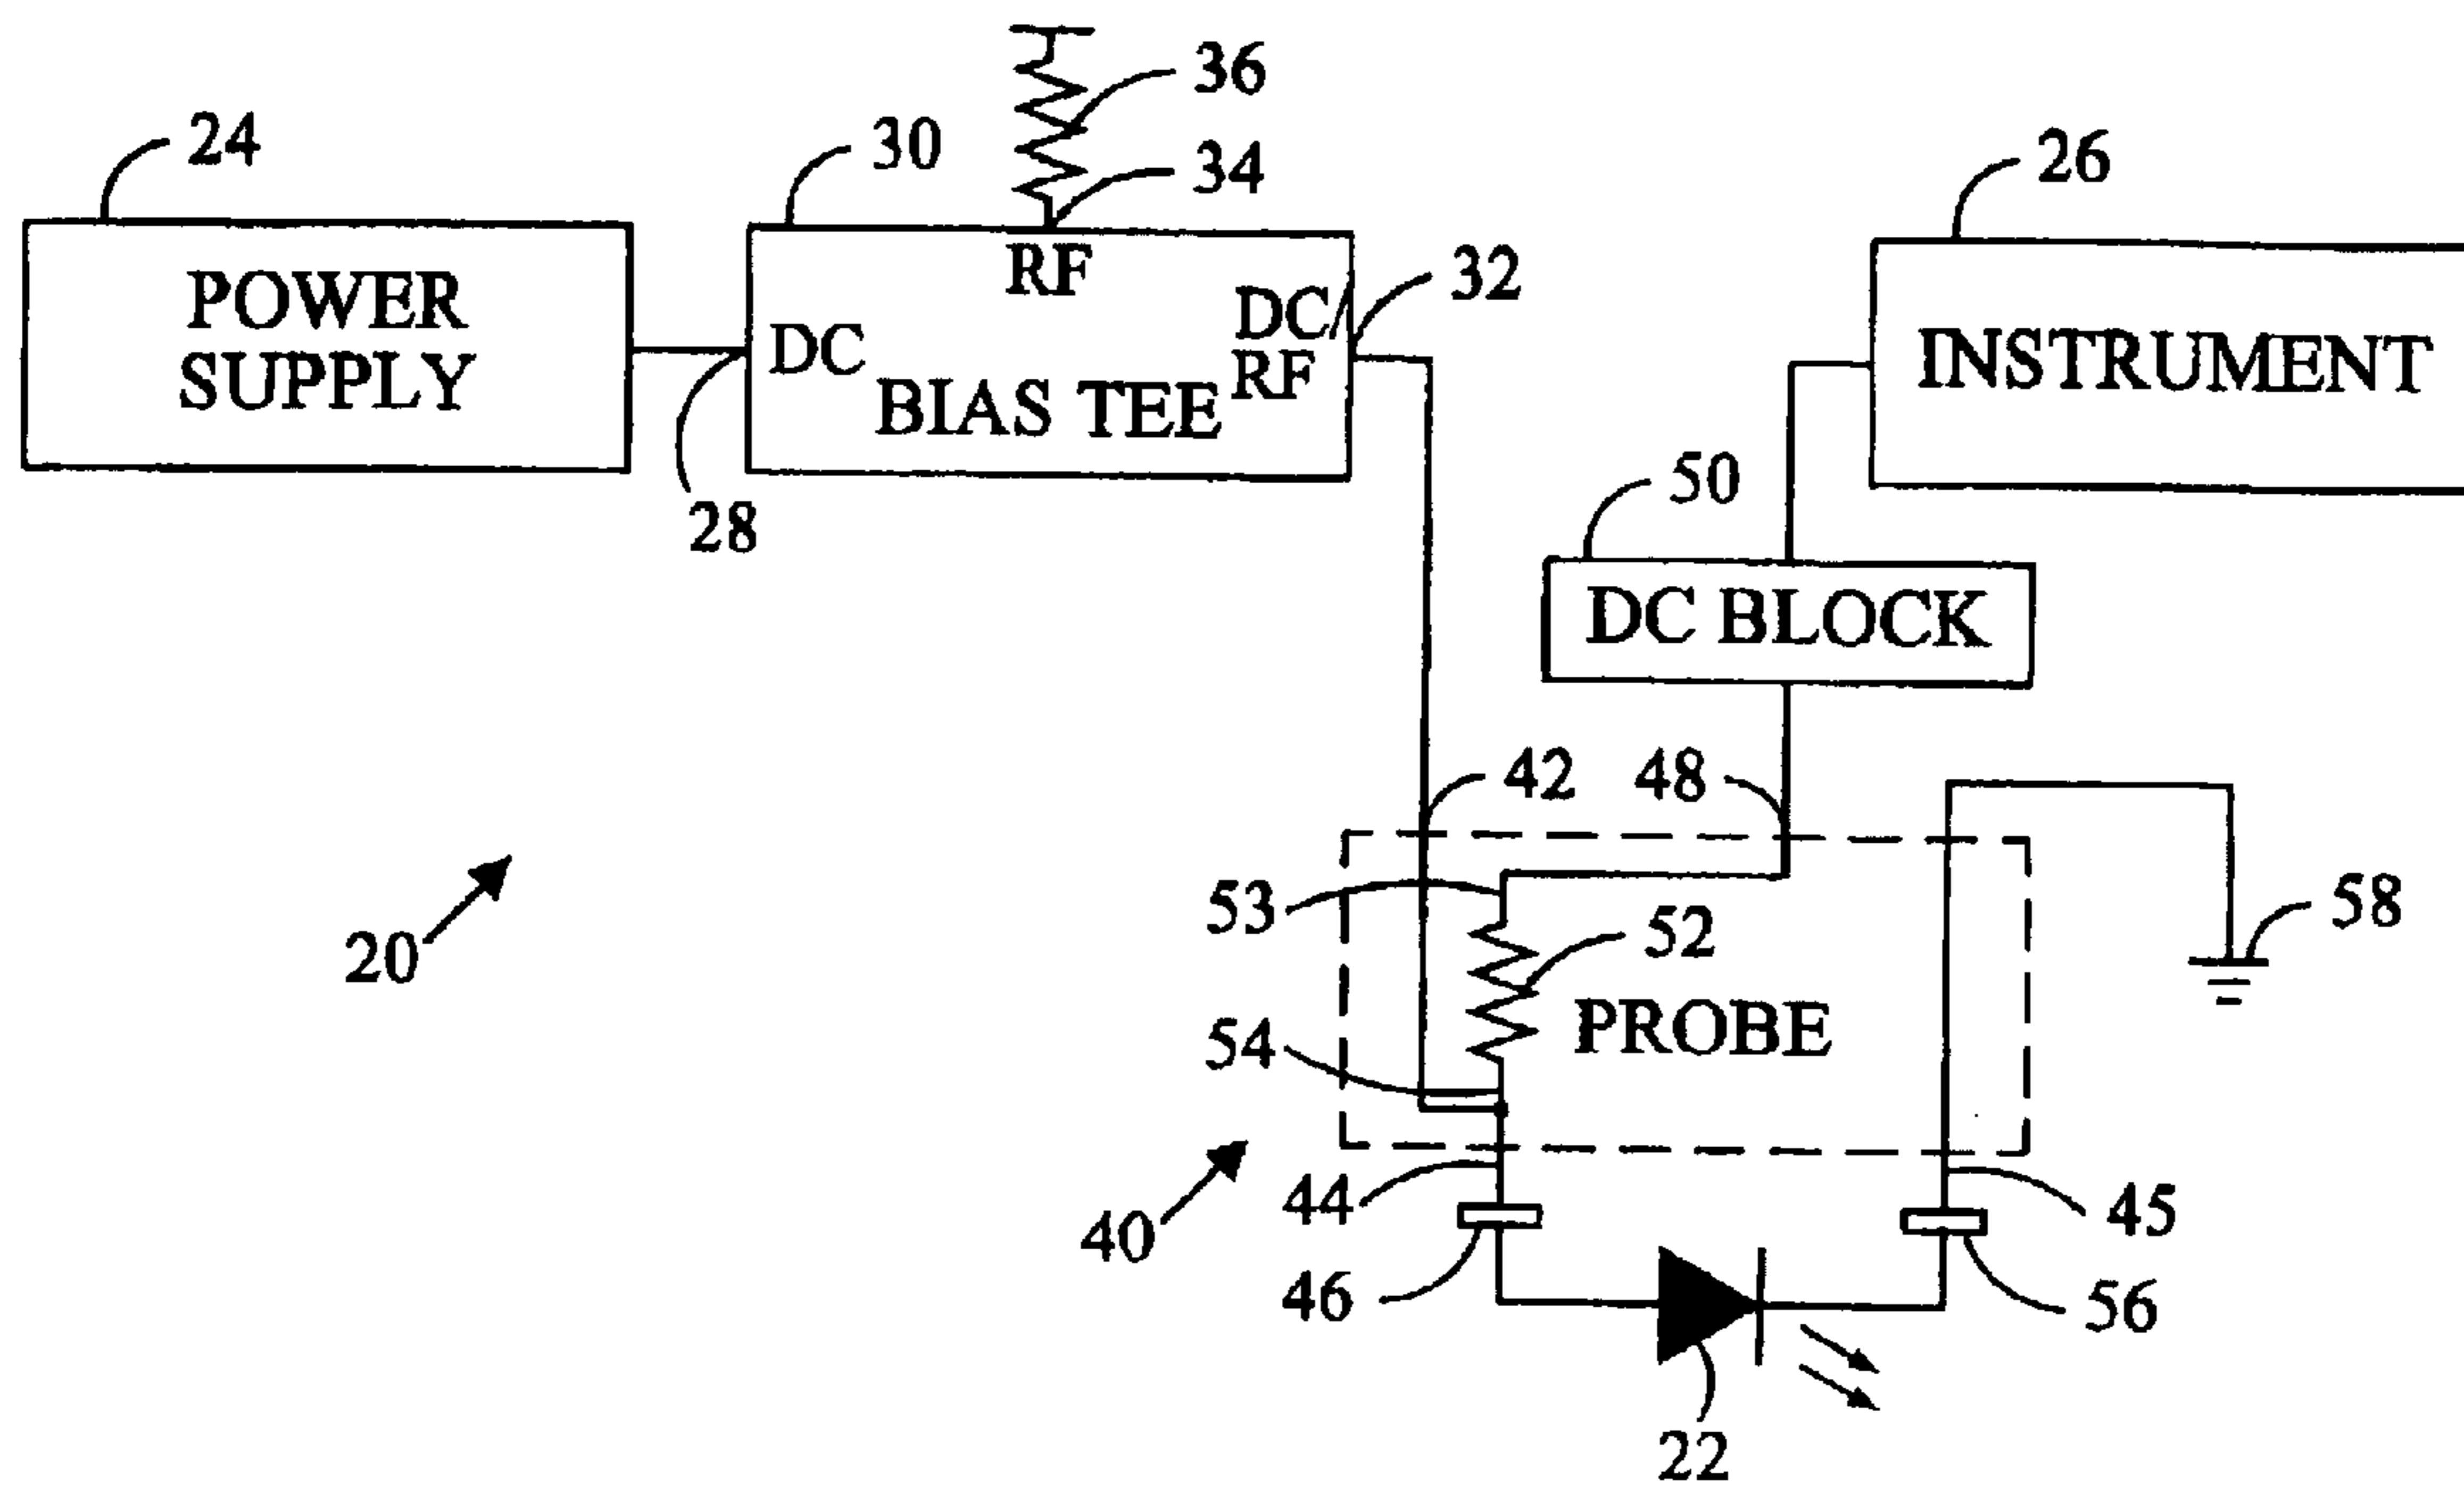 36
24
30
34
26
RF
32
POWER
SUPPLY
DC
DC/
RF
BIAS TEE
INSTRUMENT
28
50
DC BLOCK
42
48
53
52
58
20
PROBE
54
44
45
40
46
56
22